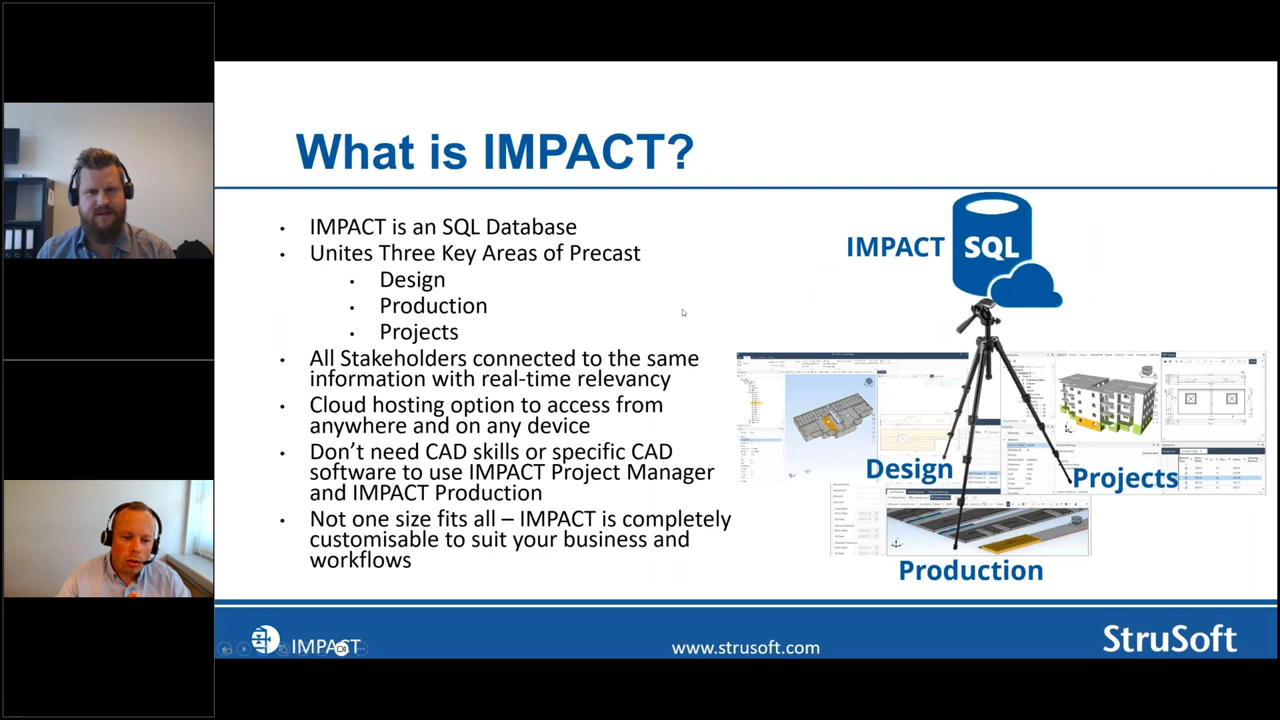 What is IMPACT?
• IMPACT is an SQL Database
• Unites Three Key Areas of Precast
• Design
• Production
• Projects
• All Stakeholders connected to the same
information with real-time relevancy
• Cloud hosting option to access from
anywhere and on any device
• Don’t need CAD skills or specific CAD
software to use IMPACT Project Manager
and IMPACT Production
• Not one size fits all – IMPACT is completely
customisable to suit your business and
workflows
IMPACT
SQL
Design
Projects
Production
IMPACT
www.strusoft.com
StruSoft